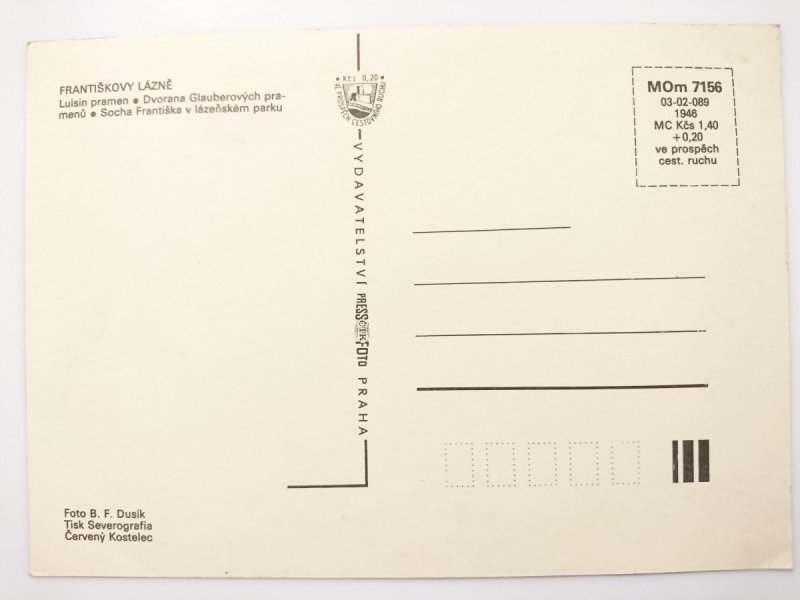 FRANTIŠKOVY LÁZNĚ
Luisin pramen • Dvorana Glauberových pra-
menů • Socha Františka v lázeňském parku
• Kčs 0,20 •
VE PROSPĚCH CESTOVNÍHO RUCHU
VYDAVATELSTVÍ PRESSFOTO PRAHA
ČTK
MOm 7156
03-02-089
1946
MC Kčs 1,40
+0,20
ve prospěch
cest. ruchu
Foto B. F. Dusík
Tisk Severografia
Červený Kostelec